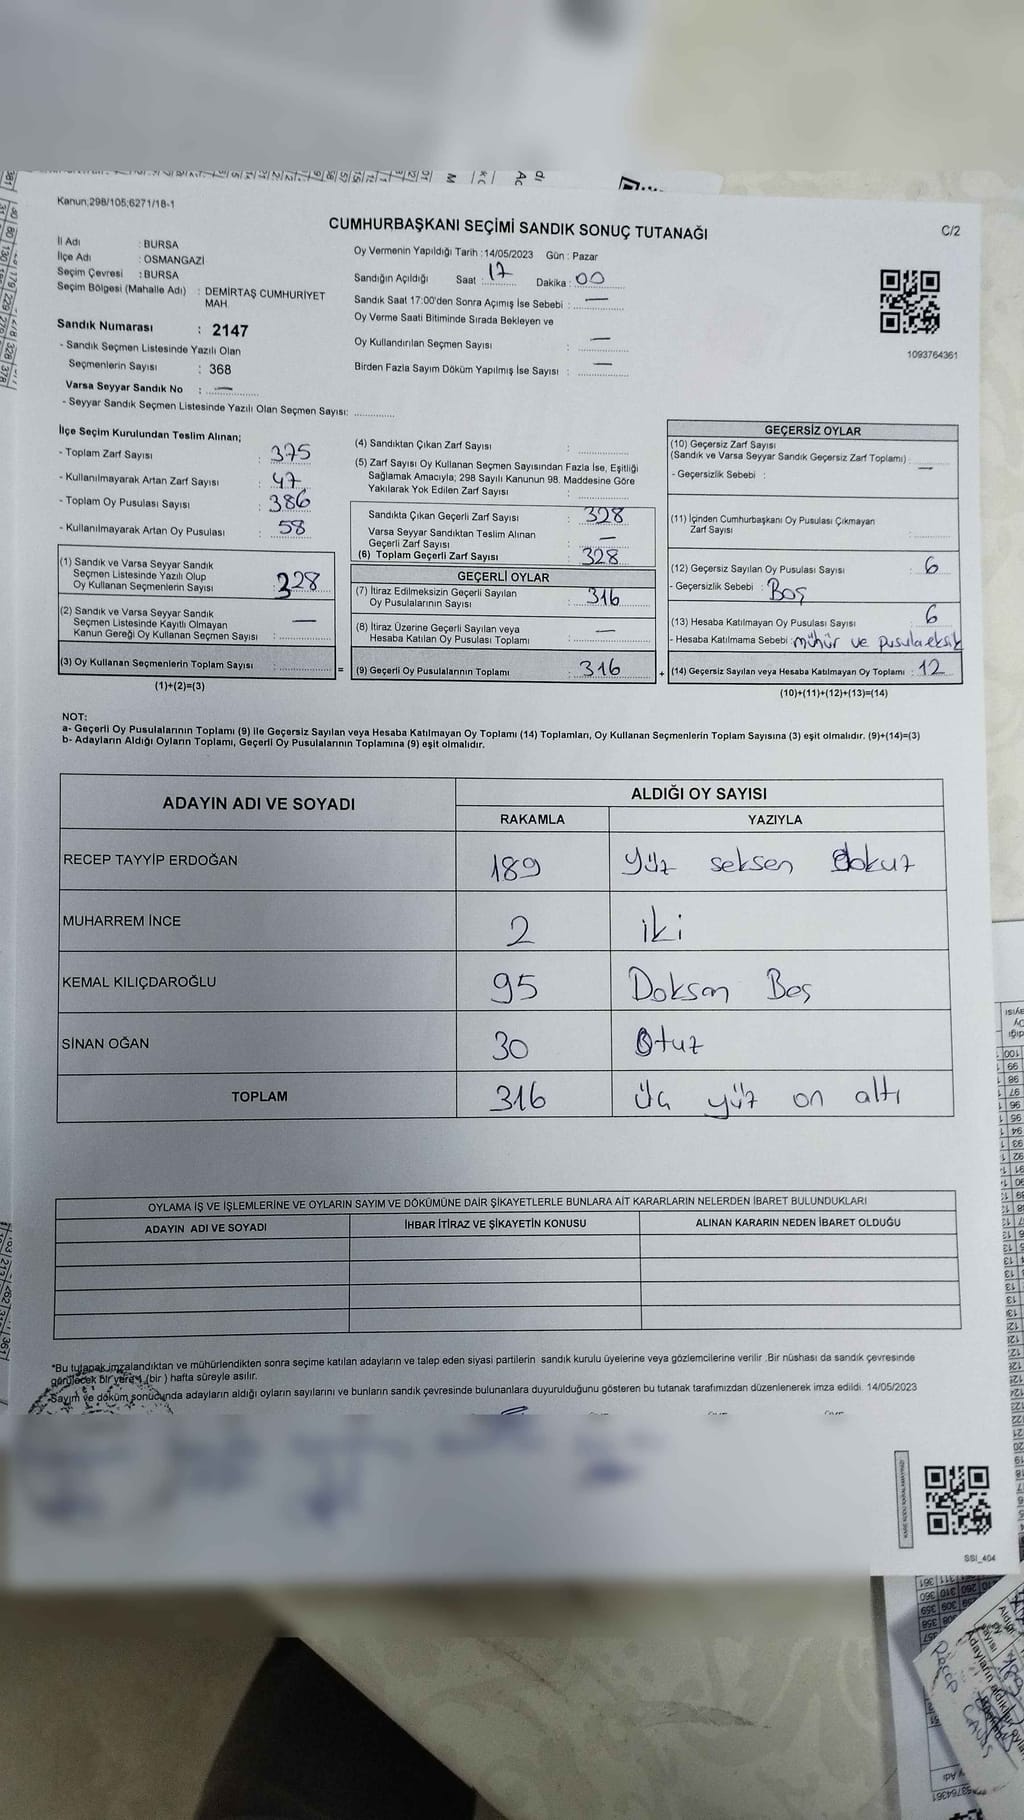 Kanun;298/105;6271/18-1
CUMHURBAŞKANI SEÇİMİ SANDIK SONUÇ TUTANAĞI
C/2
İl Adı : BURSA
İlçe Adı : OSMANGAZİ
Seçim Çevresi : BURSA
Seçim Bölgesi (Mahalle Adı) : DEMİRTAŞ CUMHURİYET
MAH.
Sandık Numarası : 2147
- Sandık Seçmen Listesinde Yazılı Olan
Seçmenlerin Sayısı : 368
Varsa Seyyar Sandık No : —
- Seyyar Sandık Seçmen Listesinde Yazılı Olan Seçmen Sayısı:
Oy Vermenin Yapıldığı Tarih : 14/05/2023 Gün : Pazar
Sandığın Açıldığı Saat : 17 Dakika : 00
Sandık Saat 17:00'den Sonra Açımış İse Sebebi : —
Oy Verme Saati Bitiminde Sırada Bekleyen ve
Oy Kullandırılan Seçmen Sayısı : —
Birden Fazla Sayım Döküm Yapılmış İse Sayısı : —
1093764361
İlçe Seçim Kurulundan Teslim Alınan;
- Toplam Zarf Sayısı : 375
- Kullanılmayarak Artan Zarf Sayısı : 47
- Toplam Oy Pusulası Sayısı : 386
- Kullanılmayarak Artan Oy Pusulası : 58
(1) Sandık ve Varsa Seyyar Sandık
Seçmen Listesinde Yazılı Olup
Oy Kullanan Seçmenlerin Sayısı : 328
(2) Sandık ve Varsa Seyyar Sandık
Seçmen Listesinde Kayıtlı Olmayan
Kanun Gereği Oy Kullanan Seçmen Sayısı : —
(3) Oy Kullanan Seçmenlerin Toplam Sayısı :
(1)+(2)=(3)
(4) Sandıktan Çıkan Zarf Sayısı :
(5) Zarf Sayısı Oy Kullanan Seçmen Sayısından Fazla İse, Eşitliği
Sağlamak Amacıyla; 298 Sayılı Kanunun 98. Maddesine Göre
Yakılarak Yok Edilen Zarf Sayısı :
Sandıkta Çıkan Geçerli Zarf Sayısı : 328
Varsa Seyyar Sandıktan Teslim Alınan
Geçerli Zarf Sayısı : —
(6) Toplam Geçerli Zarf Sayısı : 328
GEÇERLİ OYLAR
(7) İtiraz Edilmeksizin Geçerli Sayılan
Oy Pusulalarının Sayısı : 316
(8) İtiraz Üzerine Geçerli Sayılan veya
Hesaba Katılan Oy Pusulası Toplamı : —
= (9) Geçerli Oy Pusulalarının Toplamı : 316
GEÇERSİZ OYLAR
(10) Geçersiz Zarf Sayısı
(Sandık ve Varsa Seyyar Sandık Geçersiz Zarf Toplamı) : —
- Geçersizlik Sebebi :
(11) İçinden Cumhurbaşkanı Oy Pusulası Çıkmayan
Zarf Sayısı :
(12) Geçersiz Sayılan Oy Pusulası Sayısı : 6
- Geçersizlik Sebebi : Boş
(13) Hesaba Katılmayan Oy Sayısı : 6
- Hesaba Katılmama Sebebi : mühür ve pusula eksik
+ (14) Geçersiz Sayılan veya Hesaba Katılmayan Oy Toplamı : 12
(10)+(11)+(12)+(13)=(14)
NOT:
a- Geçerli Oy Pusulalarının Toplamı (9) ile Geçersiz Sayılan veya Hesaba Katılmayan Oy Toplamı (14) Toplamları, Oy Kullanan Seçmenlerin Toplam Sayısına (3) eşit olmalıdır. (9)+(14)=(3)
b- Adayların Aldığı Oyların Toplamı, Geçerli Oy Pusulalarının Toplamına (9) eşit olmalıdır.
ADAYIN ADI VE SOYADI
ALDIĞI OY SAYISI
RAKAMLA YAZIYLA
RECEP TAYYİP ERDOĞAN 189 yüz seksen dokuz
MUHARREM İNCE 2 iki
KEMAL KILIÇDAROĞLU 95 Doksan Beş
SİNAN OĞAN 30 Otuz
TOPLAM 316 üç yüz on altı
OYLAMA İŞ VE İŞLEMLERİNE VE OYLARIN SAYIM VE DÖKÜMÜNE DAİR ŞİKAYETLERLE BUNLARA AİT KARARLARIN NELERDEN İBARET BULUNDUKLARI
ADAYIN ADI VE SOYADI İHBAR İTİRAZ VE ŞİKAYETİN KONUSU ALINAN KARARIN NEDEN İBARET OLDUĞU
*Bu tutanak imzalandıktan ve mühürlendikten sonra seçime katılan adayların ve talep eden siyasi partilerin sandık kurulu üyelerine veya gözlemcilerine verilir .Bir nüshası da sandık çevresinde
görülecek bir yere 1 (bir ) hafta süreyle asılır.
Sayım ve döküm sonucunda adayların aldığı oyların sayılarını ve bunların sandık çevresinde bulunanlara duyurulduğunu gösteren bu tutanak tarafımızdan düzenlenerek imza edildi. 14/05/2023
KARE KODU KARALAMAYINIZ!
SSI_404